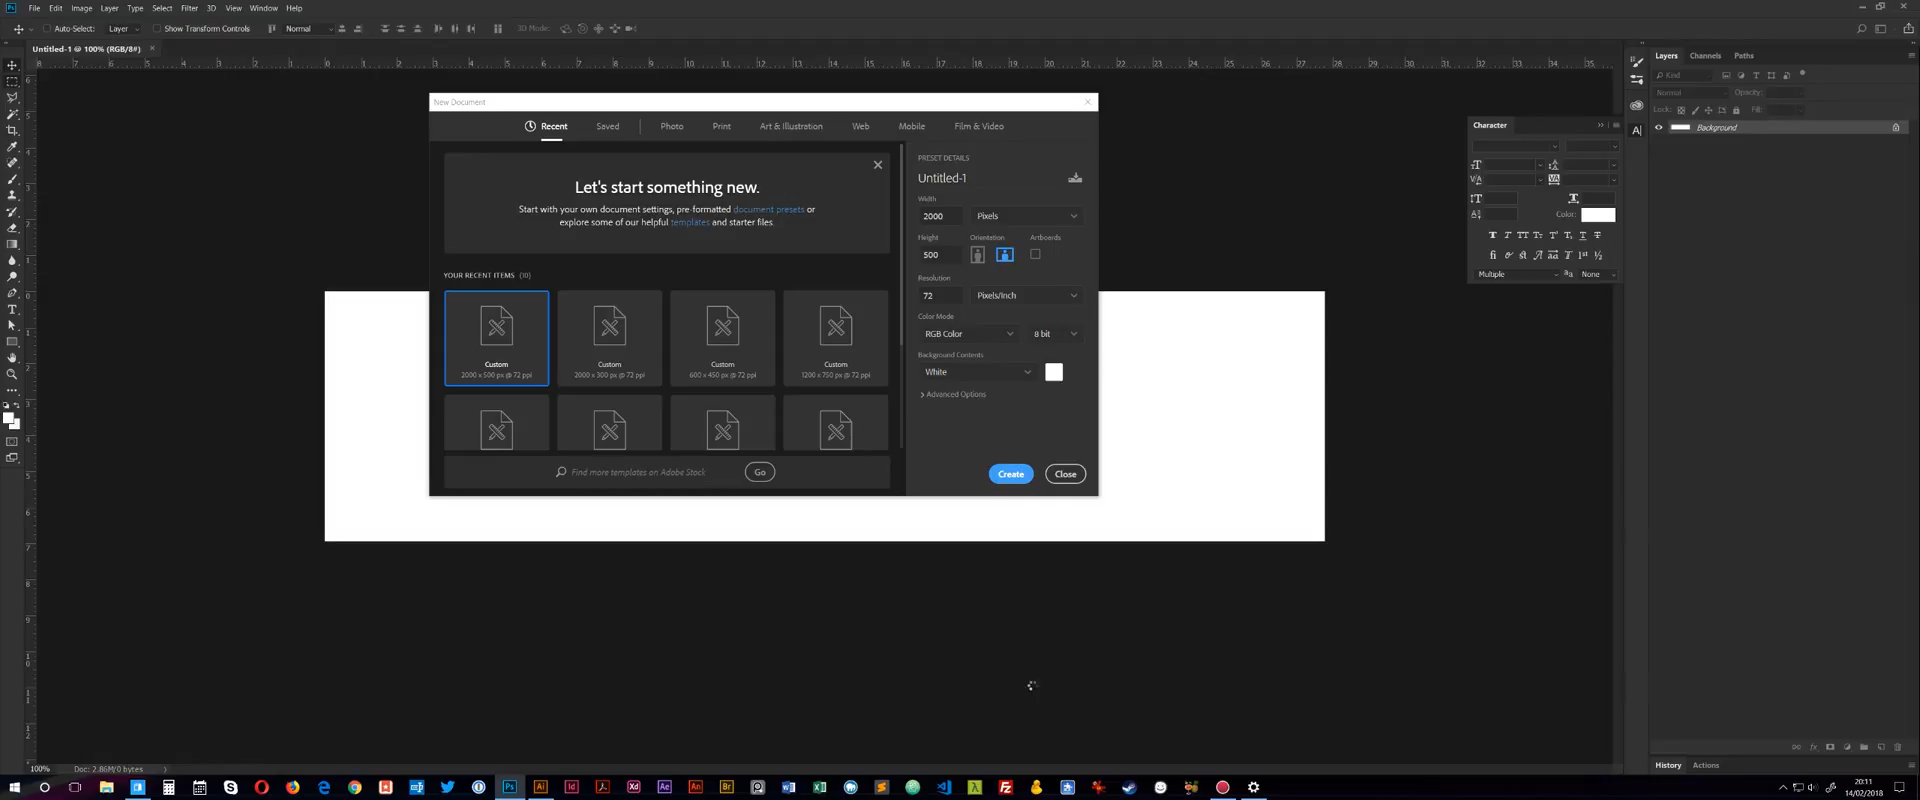 File Edit Image Layer Type Select Filter 3D View Window Help
Auto-Select: Layer Show Transform Controls Normal 3D Mode:
Untitled-1 @ 100% (RGB/8#) ×
New Document
Recent Saved Photo Print Art & Illustration Web Mobile Film & Video
Let's start something new.
Start with your own document settings, pre-formatted document presets or
explore some of our helpful templates and starter files.
YOUR RECENT ITEMS (10)
Custom
2000 x 500 px @ 72 ppi
Custom
2000 x 300 px @ 72 ppi
Custom
600 x 450 px @ 72 ppi
Custom
1200 x 750 px @ 72 ppi
Find more templates on Adobe Stock Go
PRESET DETAILS
Untitled-1
Width
2000 Pixels
Height Orientation Artboards
500
Resolution
72 Pixels/Inch
Color Mode
RGB Color 8 bit
Background Contents
White
Advanced Options
Create Close
Character
Color:
Multiple None
Layers Channels Paths
Kind
Normal Opacity:
Lock: Fill:
Background
History Actions
100% Doc: 2.86M/0 bytes
20:11
14/02/2018